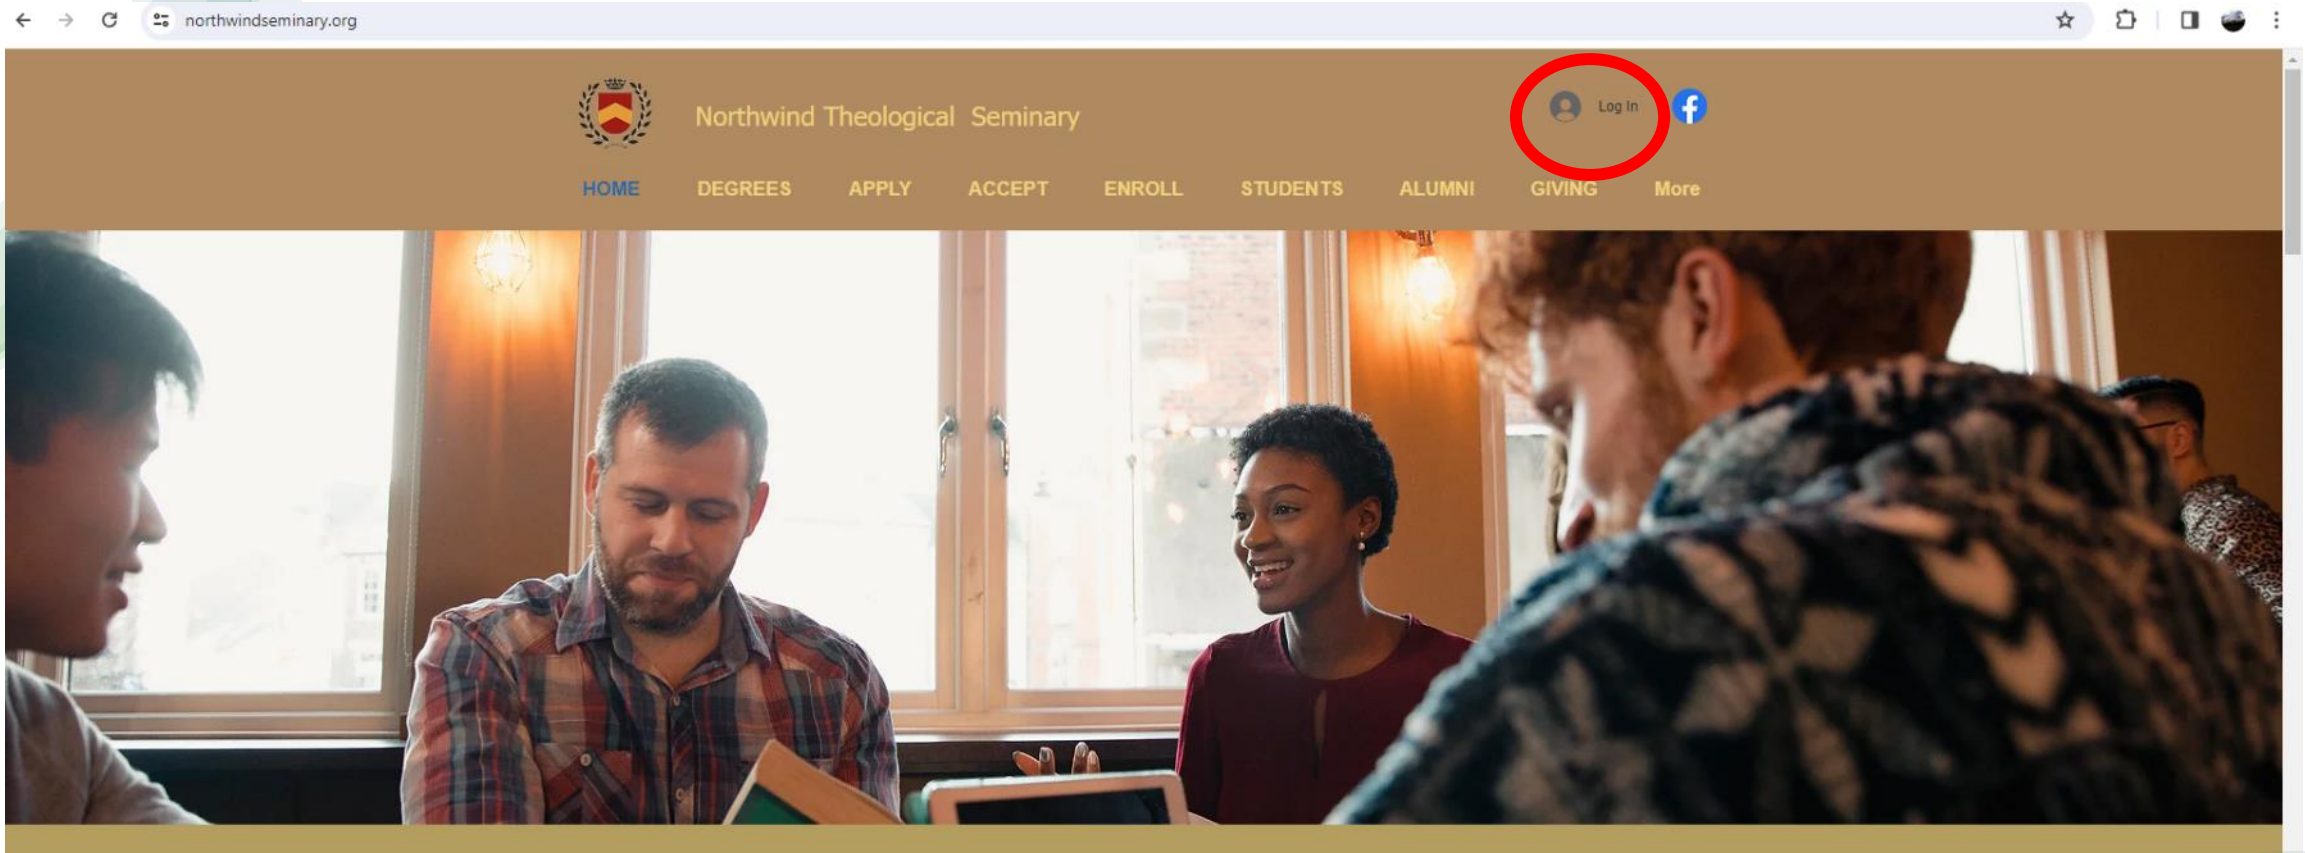 northwindseminary.org
Northwind Theological Seminary
Log In
HOME DEGREES APPLY ACCEPT ENROLL STUDENTS ALUMNI GIVING More